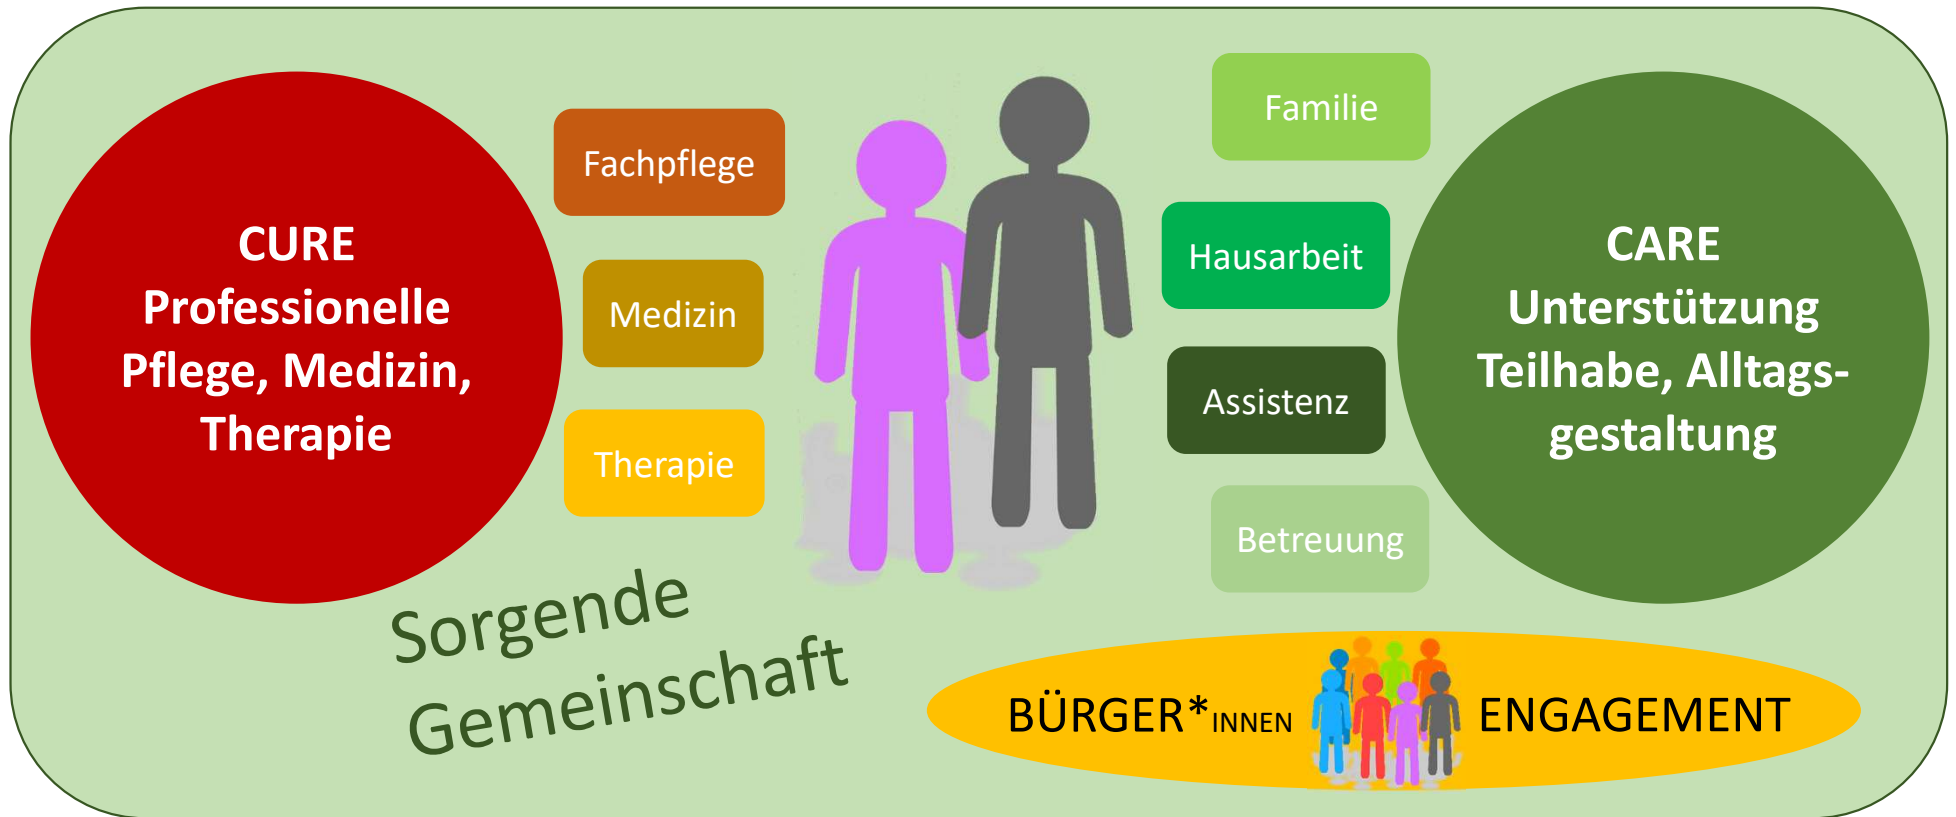 CURE
Professionelle
Pflege, Medizin,
Therapie
Fachpflege
Medizin
Therapie
Familie
Hausarbeit
Assistenz
Betreuung
CARE
Unterstützung
Teilhabe, Alltags-
gestaltung
Sorgende
Gemeinschaft
BÜRGER*INNEN ENGAGEMENT